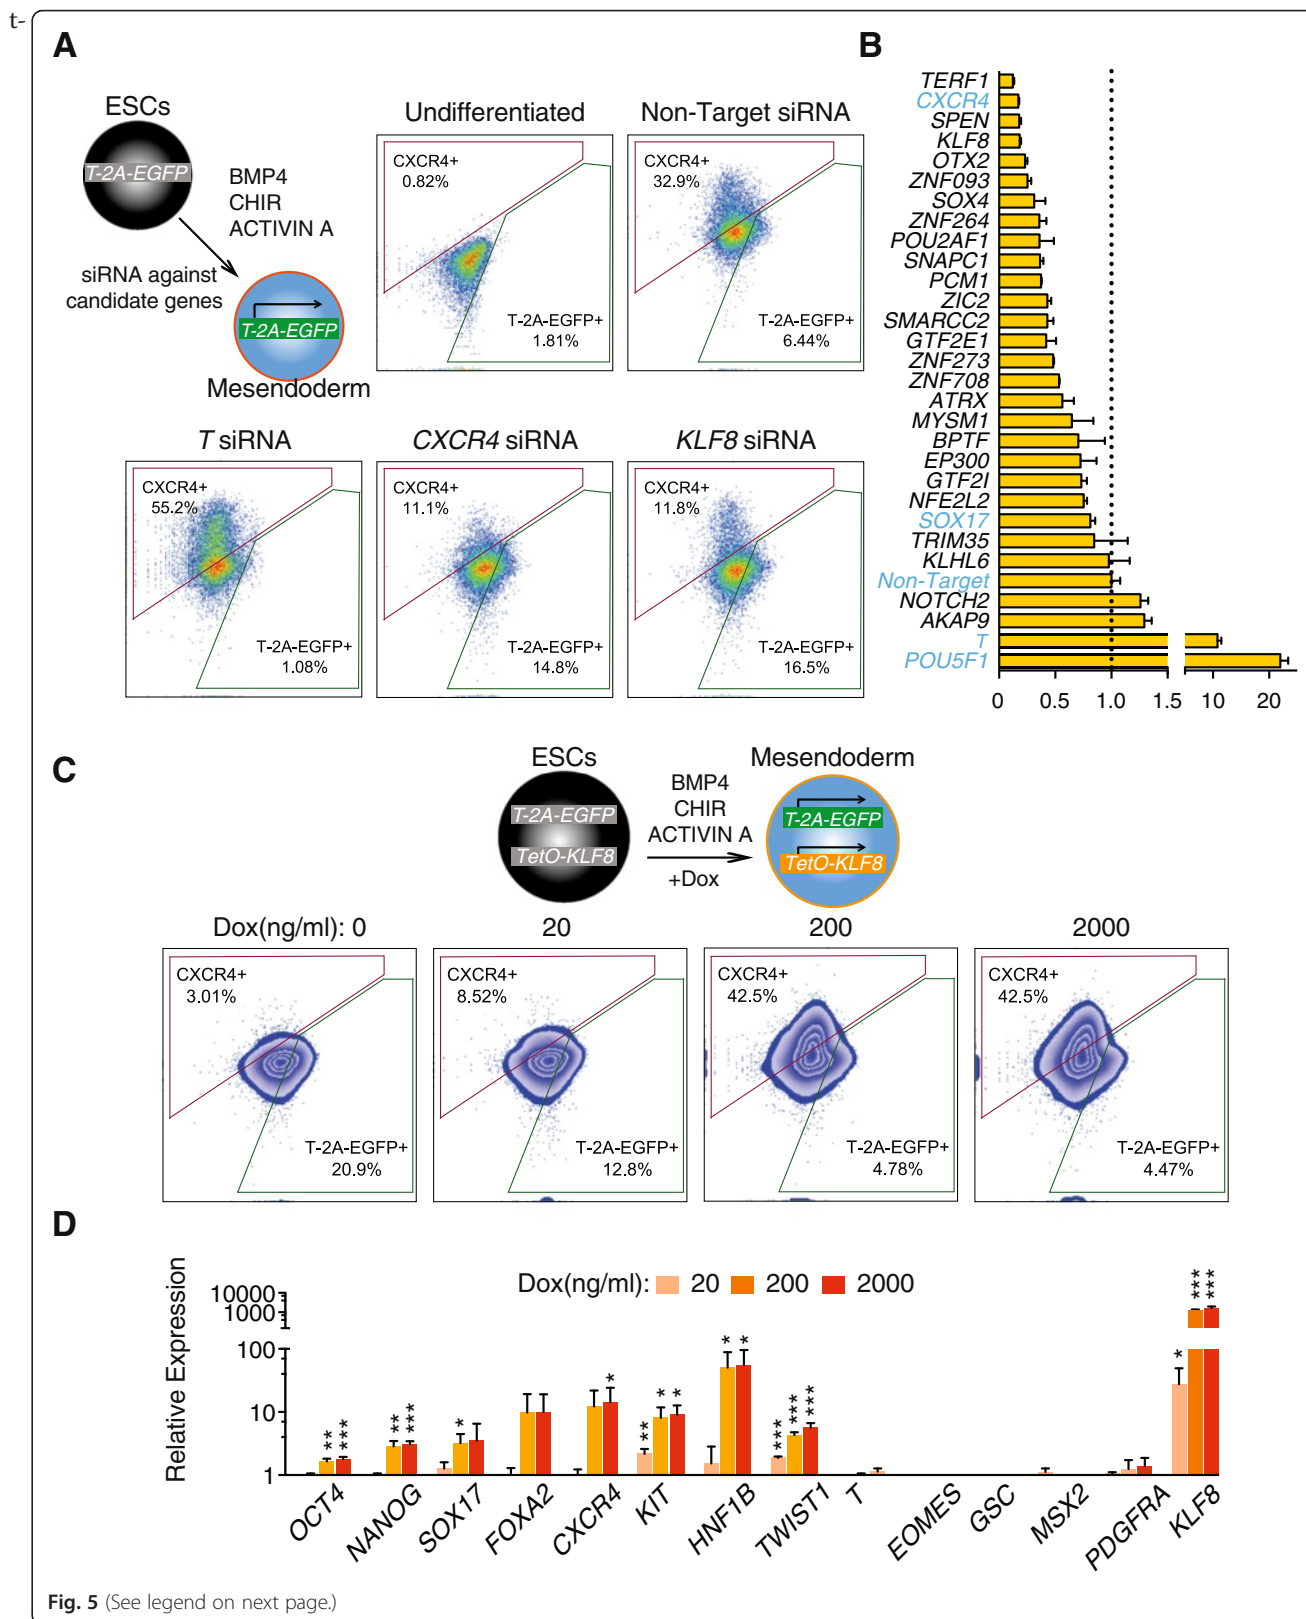 t-
A
ESCs
T-2A-EGFP
BMP4
CHIR
ACTIVIN A
siRNA against
candidate genes
T-2A-EGFP
Mesendoderm
Undifferentiated
CXCR4+
0.82%
T-2A-EGFP+
1.81%
Non-Target siRNA
CXCR4+
32.9%
T-2A-EGFP+
6.44%
T siRNA
CXCR4+
55.2%
T-2A-EGFP+
1.08%
CXCR4 siRNA
CXCR4+
11.1%
T-2A-EGFP+
14.8%
KLF8 siRNA
CXCR4+
11.8%
T-2A-EGFP+
16.5%
B
TERF1
CXCR4
SPEN
KLF8
OTX2
ZNF093
SOX4
ZNF264
POU2AF1
SNAPC1
PCM1
ZIC2
SMARCC2
GTF2E1
ZNF273
ZNF708
ATRX
MYSM1
BPTF
EP300
GTF2I
NFE2L2
SOX17
TRIM35
KLHL6
Non-Target
NOTCH2
AKAP9
T
POU5F1
0 0.5 1.0 1.5 10 20
C
ESCs
T-2A-EGFP
TetO-KLF8
BMP4
CHIR
ACTIVIN A
+Dox
Mesendoderm
T-2A-EGFP
TetO-KLF8
Dox(ng/ml): 0
CXCR4+
3.01%
T-2A-EGFP+
20.9%
20
CXCR4+
8.52%
T-2A-EGFP+
12.8%
200
CXCR4+
42.5%
T-2A-EGFP+
4.78%
2000
CXCR4+
42.5%
T-2A-EGFP+
4.47%
D
Relative Expression
Dox(ng/ml): 20 200 2000
10000
1000
100
10
1
** *** ** *** * * ** * * * * *** *** *** * *** ***
OCT4 NANOG SOX17 FOXA2 CXCR4 KIT HNF1B TWIST1 T EOMES GSC MSX2 PDGFRA KLF8
Fig. 5 (See legend on next page.)